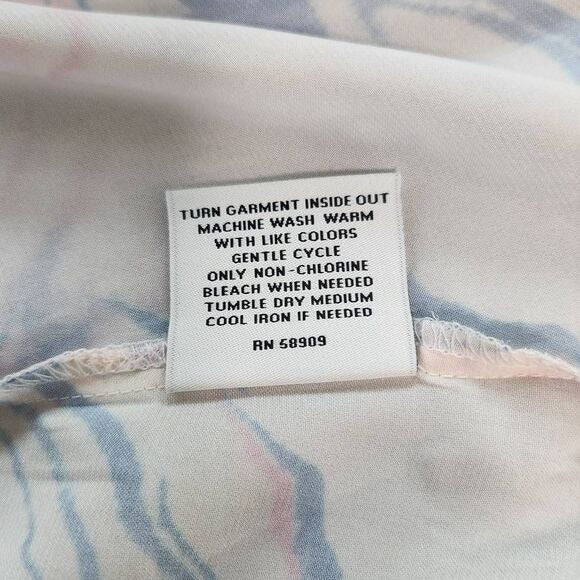 TURN GARMENT INSIDE OUT
MACHINE WASH WARM
WITH LIKE COLORS
GENTLE CYCLE
ONLY NON-CHLORINE
BLEACH WHEN NEEDED
TUMBLE DRY MEDIUM
COOL IRON IF NEEDED
RN 58909